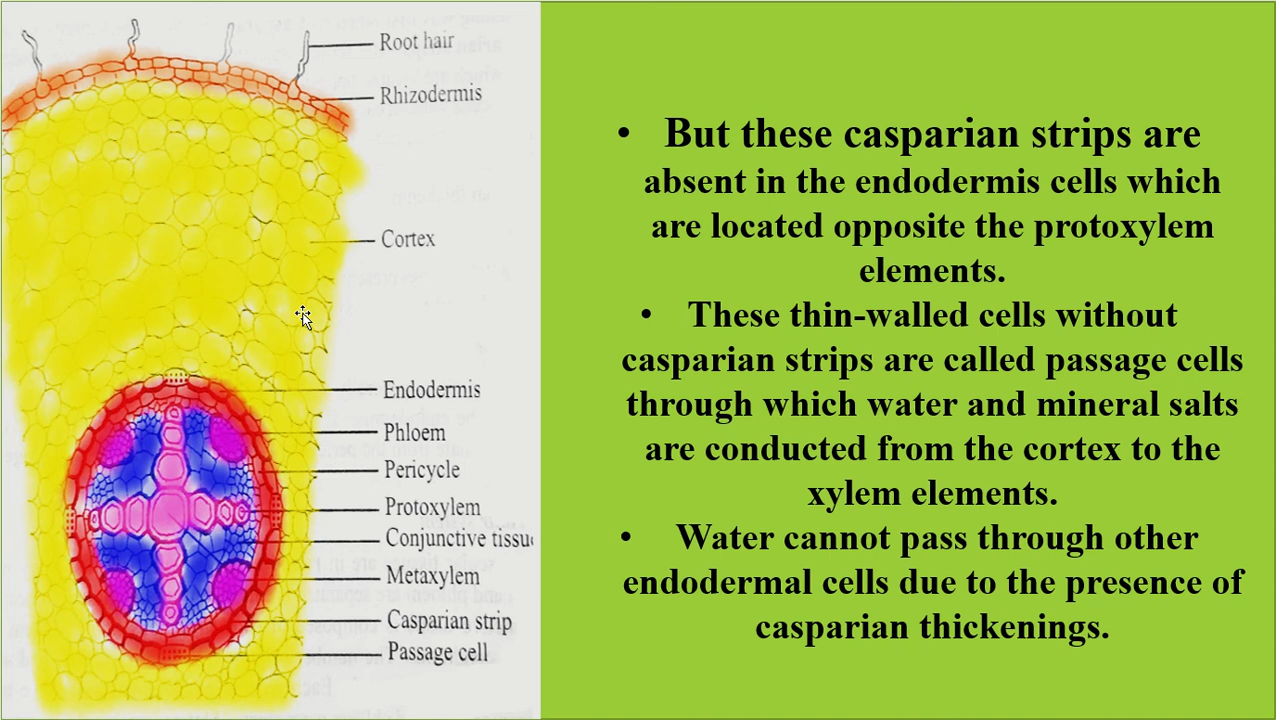 Root hair
Rhizodermis
Cortex
Endodermis
Phloem
Pericycle
Protoxylem
Conjunctive tissu
Metaxylem
Casparian strip
Passage cell
• But these casparian strips are
absent in the endodermis cells which
are located opposite the protoxylem
elements.
• These thin-walled cells without
casparian strips are called passage cells
through which water and mineral salts
are conducted from the cortex to the
xylem elements.
• Water cannot pass through other
endodermal cells due to the presence of
casparian thickenings.